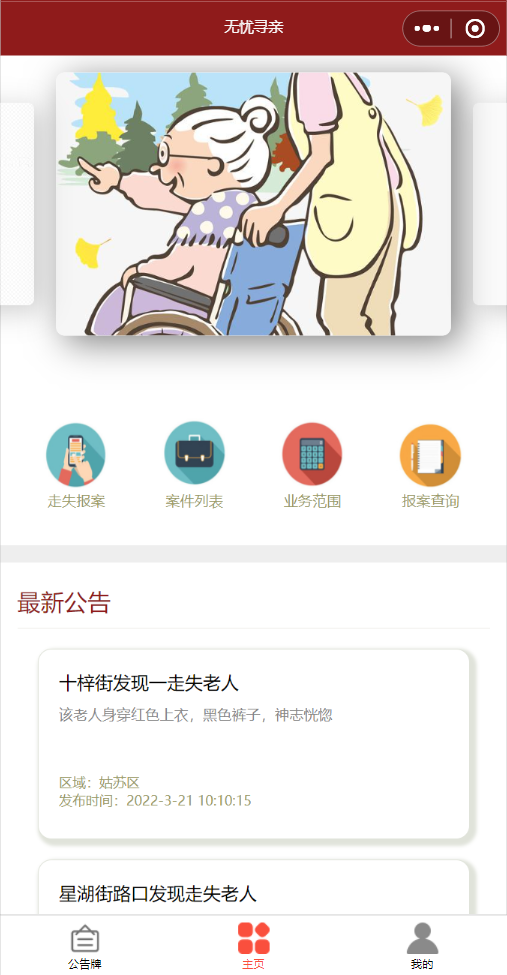 无忧寻亲
走失报案
案件列表
业务范围
报案查询
最新公告
十梓街发现一走失老人
该老人身穿红色上衣，黑色裤子，神志恍惚
区域：姑苏区
发布时间：2022-3-21 10:10:15
星湖街路口发现走失老人
公告牌
主页
我的